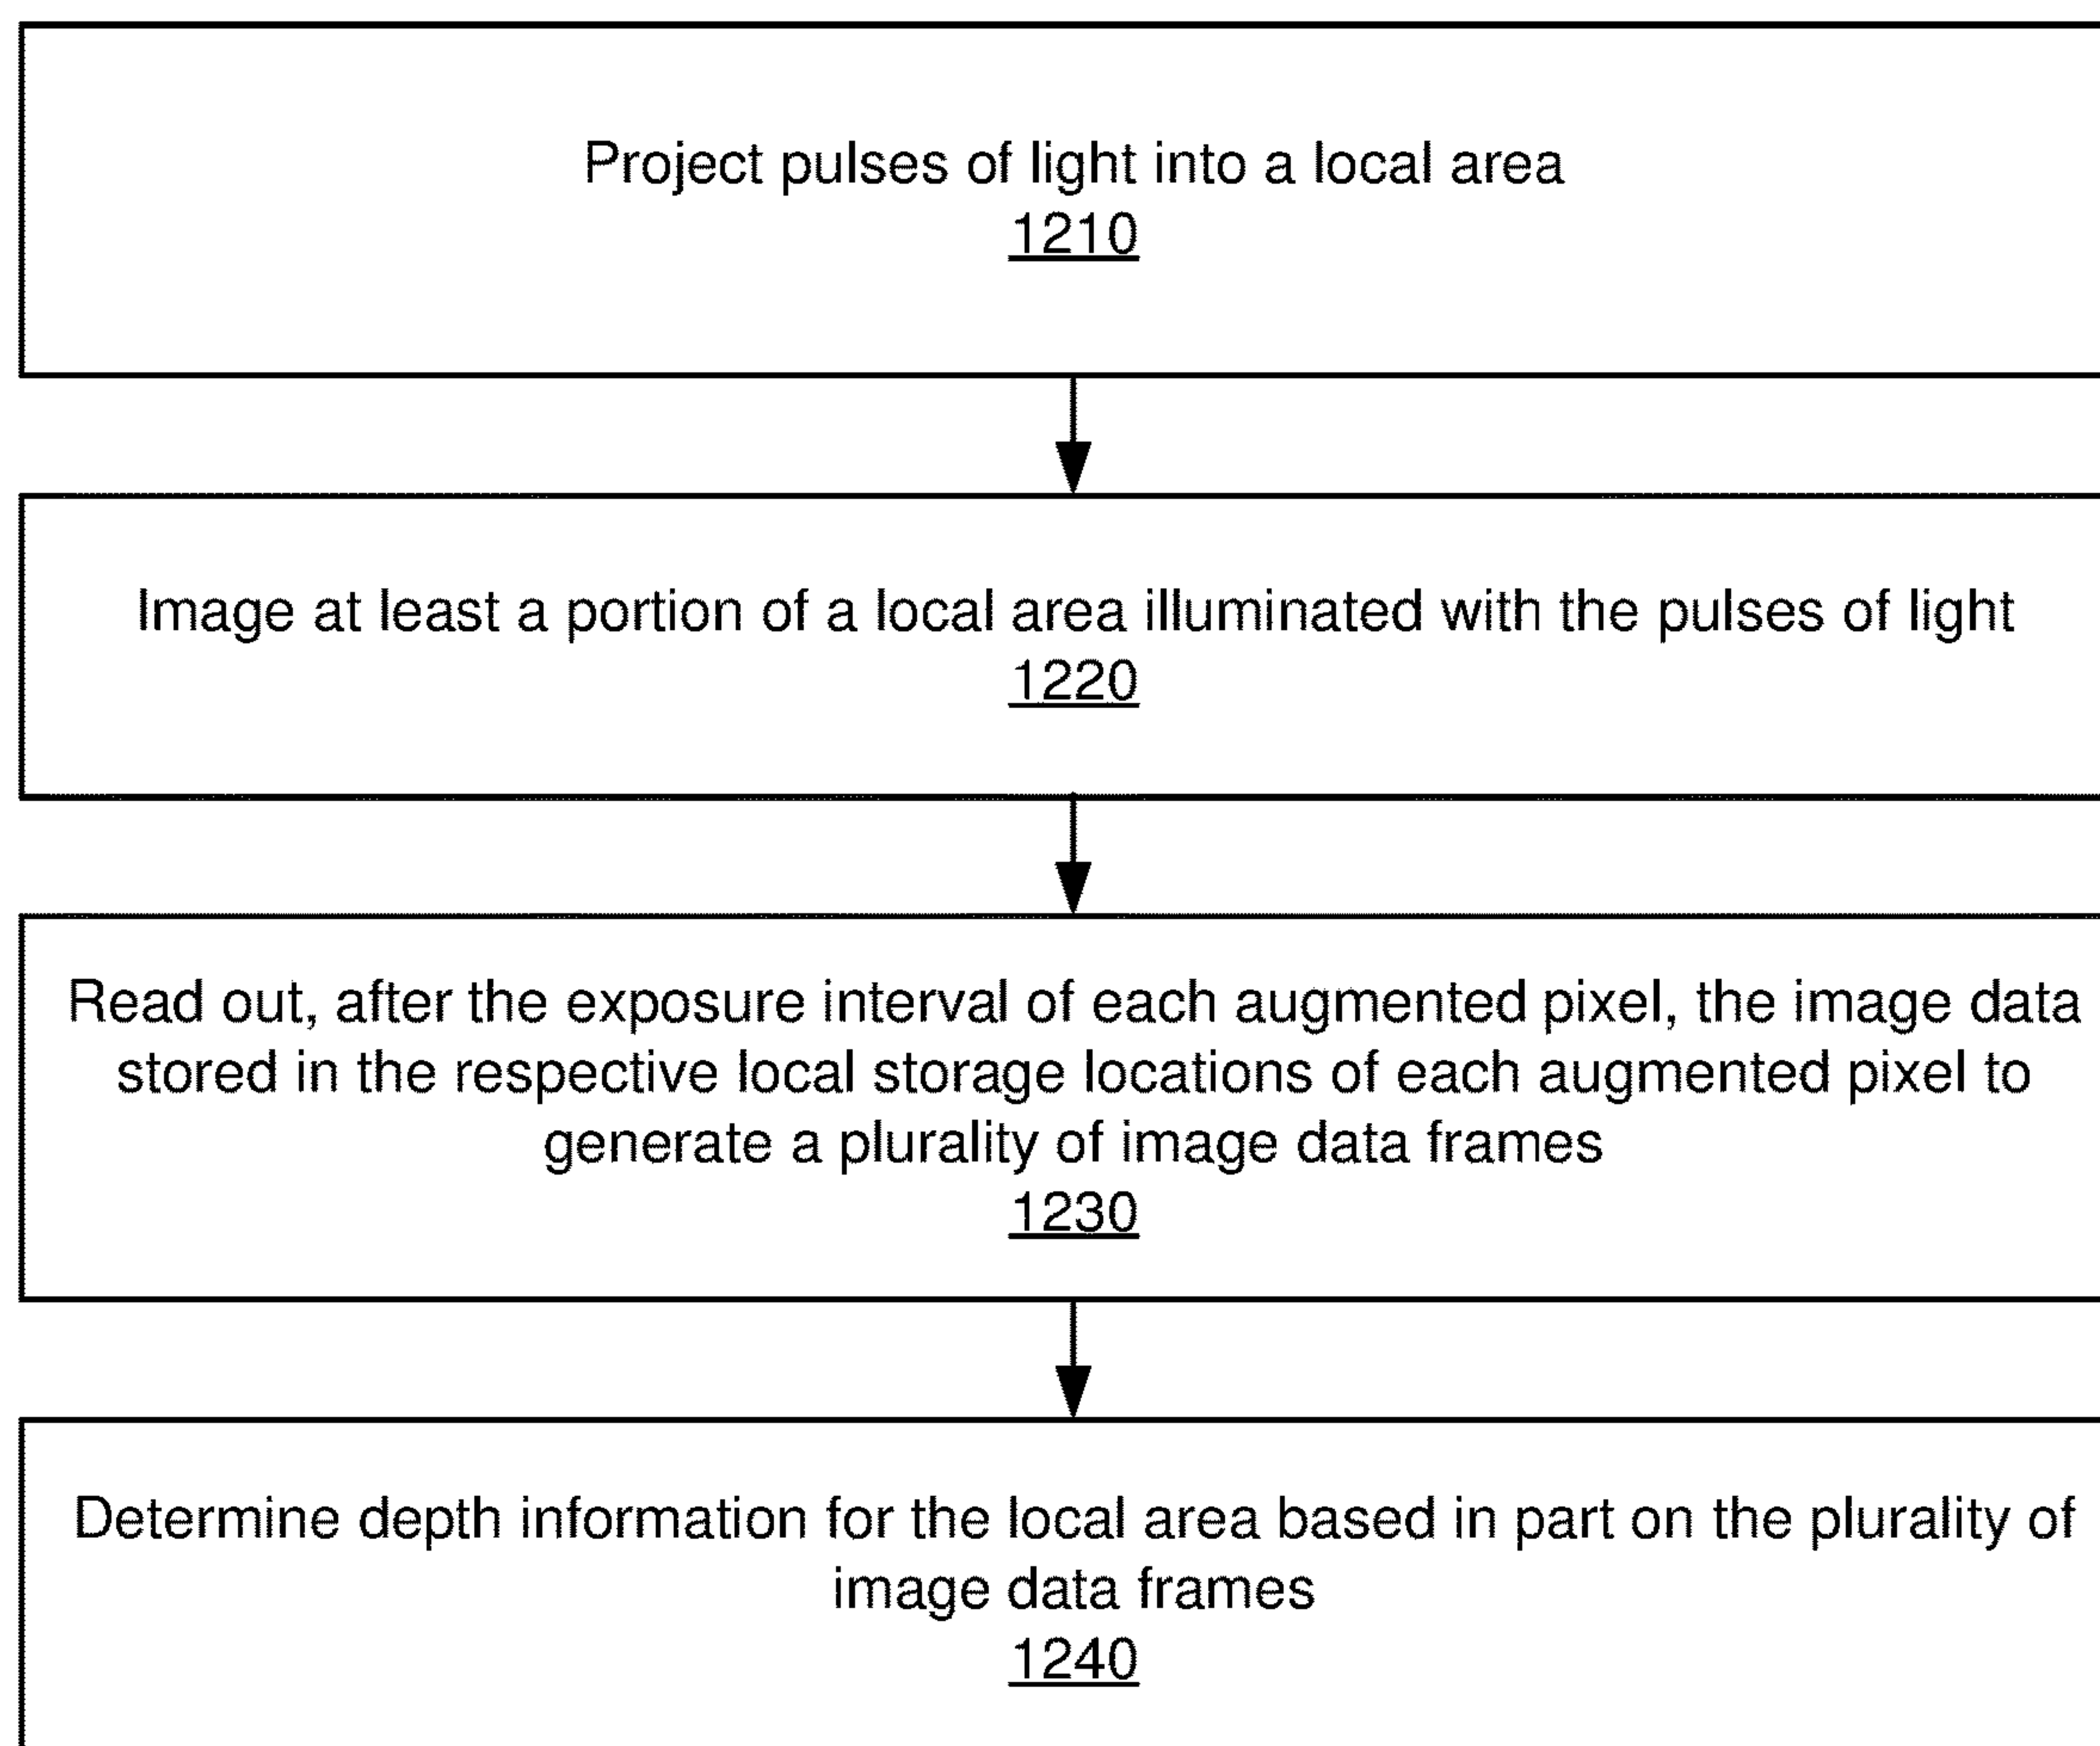 Project pulses of light into a local area
1210
Image at least a portion of a local area illuminated with the pulses of light
1220
Read out, after the exposure interval of each augmented pixel, the image data
stored in the respective local storage locations of each augmented pixel to
generate a plurality of image data frames
1230
Determine depth information for the local area based in part on the plurality of
image data frames
1240